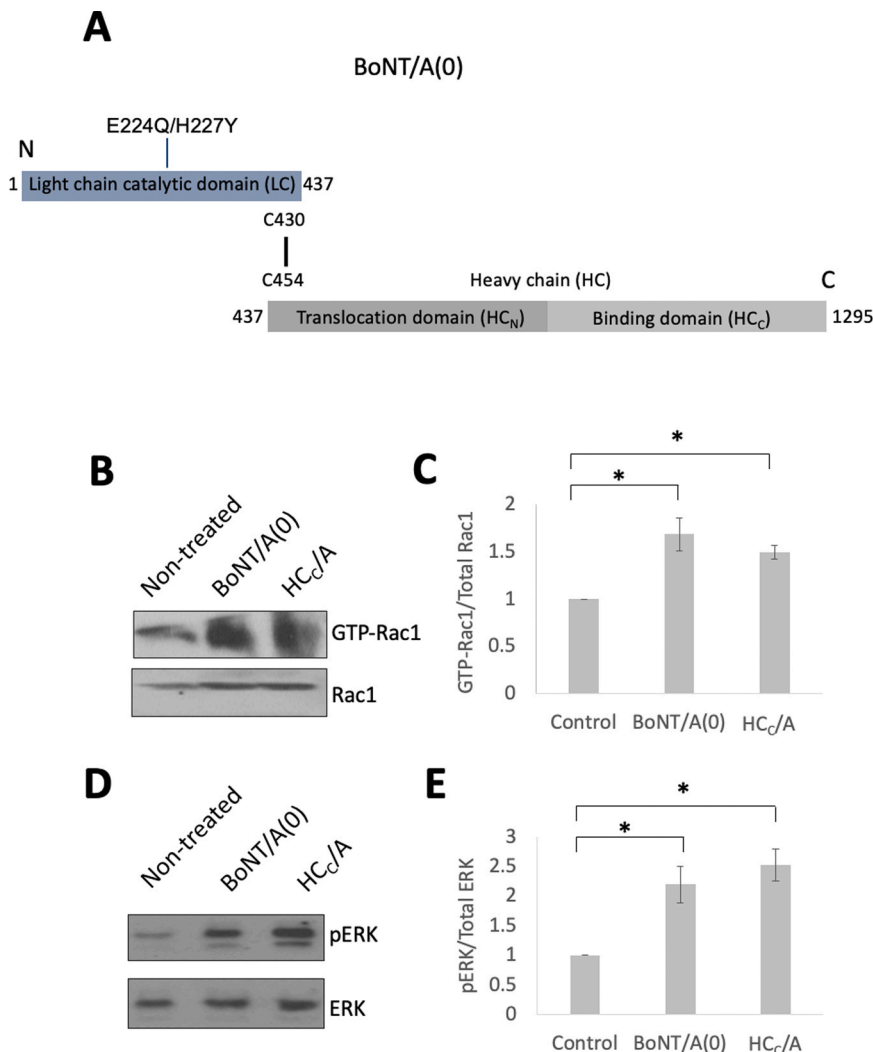 A
BoNT/A(0)
E224Q/H227Y
N
1 Light chain catalytic domain (LC) 437
C430
C454 Heavy chain (HC) C
437 Translocation domain (HCN) Binding domain (HCC) 1295
B
Non-treated
BoNT/A(0)
HCC/A
GTP-Rac1
Rac1
C
*
*
GTP-Rac1/Total Rac1
2
1.5
1
0.5
0
Control BoNT/A(0) HCC/A
D
Non-treated
BoNT/A(0)
HCC/A
pERK
ERK
E
*
*
pERK/Total ERK
3
2.5
2
1.5
1
0.5
0
Control BoNT/A(0) HCC/A